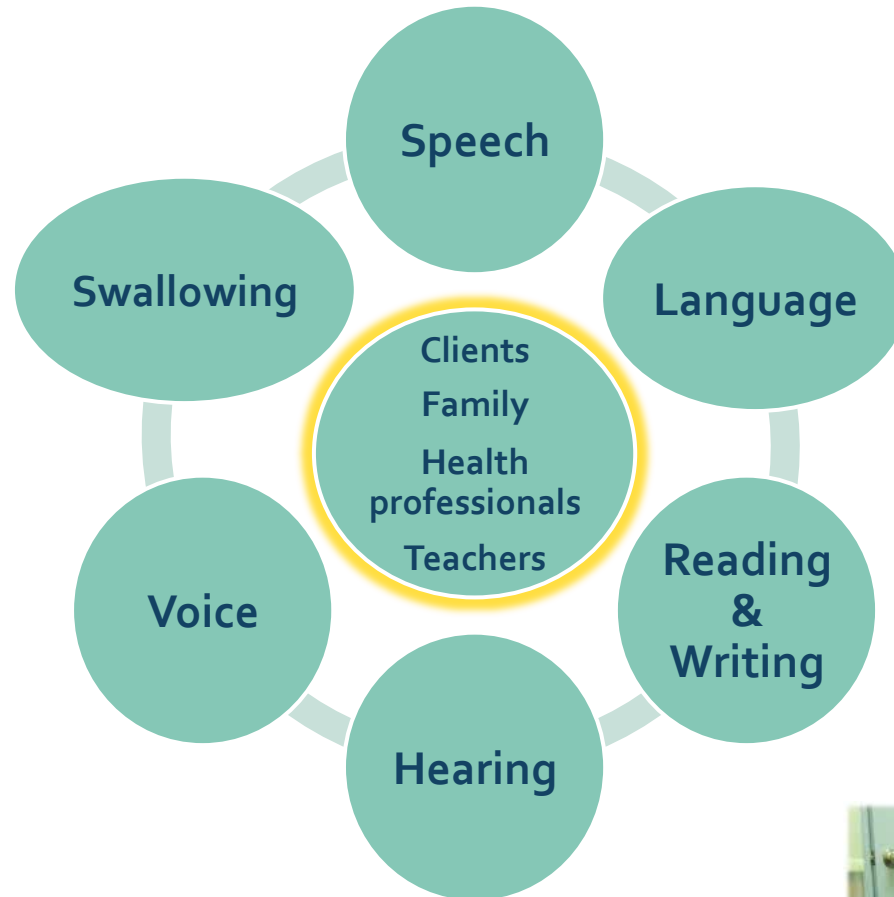 Speech
Swallowing
Language
Clients
Family
Health
professionals
Teachers
Voice
Reading
&
Writing
Hearing